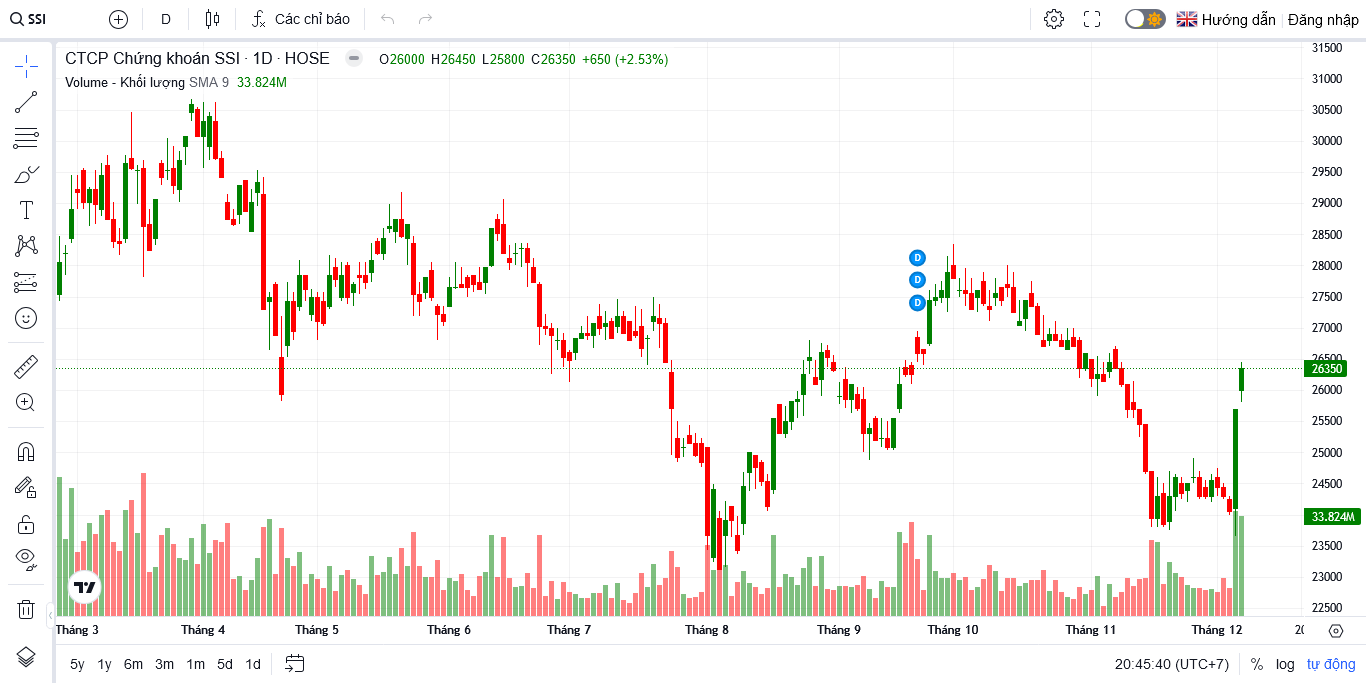 SSI D Các chỉ báo Hướng dẫn Đăng nhập
CTCP Chứng khoán SSI · 1D · HOSE O26000 H26450 L25800 C26350 +650 (+2.53%)
Volume - Khối lượng SMA 9 33.824M
31500
31000
30500
30000
29500
29000
28500
28000
27500
27000
26500
26350
26000
25500
25000
24500
33.824M
23500
23000
22500
D
D
D
Tháng 3 Tháng 4 Tháng 5 Tháng 6 Tháng 7 Tháng 8 Tháng 9 Tháng 10 Tháng 11 Tháng 12
5y 1y 6m 3m 1m 5d 1d 20:45:40 (UTC+7) % log tự động